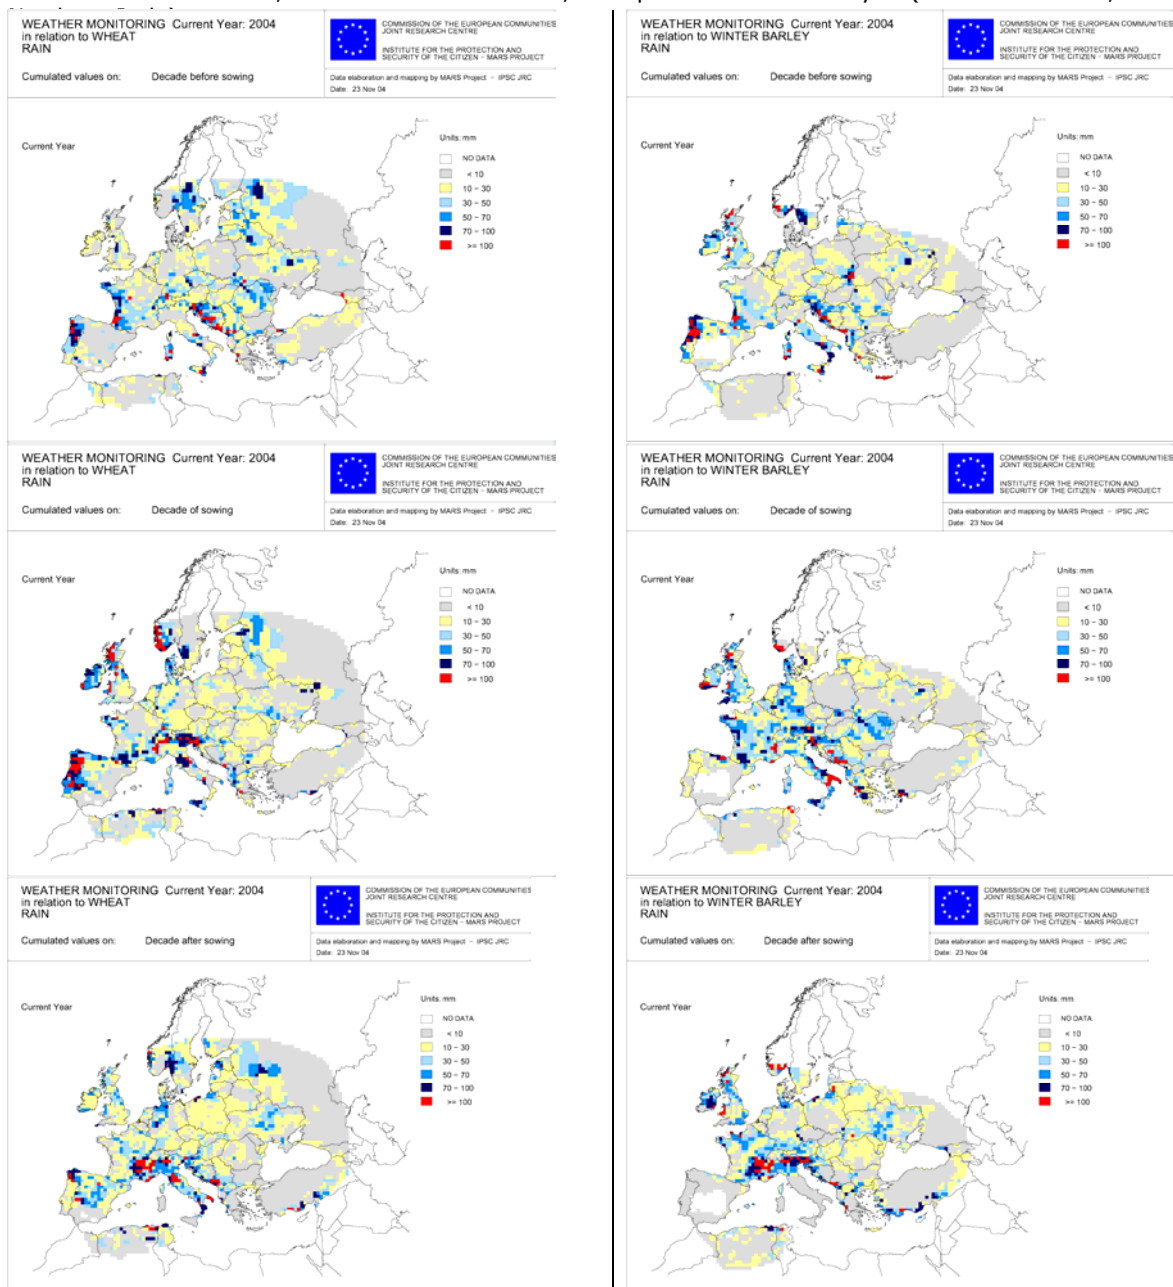 WEATHER MONITORING Current Year: 2004
in relation to WHEAT
RAIN
COMMISSION OF THE EUROPEAN COMMUNITIES
JOINT RESEARCH CENTRE
INSTITUTE FOR THE PROTECTION AND
SECURITY OF THE CITIZEN - MARS PROJECT
Cumulated values on: Decade before sowing
Data elaboration and mapping by MARS Project - IPSC JRC
Date: 23 Nov 04
Current Year
Units: mm
NO DATA
< 10
10 - 30
30 - 50
50 - 70
70 - 100
>= 100
WEATHER MONITORING Current Year: 2004
in relation to WINTER BARLEY
RAIN
COMMISSION OF THE EUROPEAN COMMUNITIES
JOINT RESEARCH CENTRE
INSTITUTE FOR THE PROTECTION AND
SECURITY OF THE CITIZEN - MARS PROJECT
Cumulated values on: Decade before sowing
Data elaboration and mapping by MARS Project - IPSC JRC
Date: 23 Nov 04
Current Year
Units: mm
NO DATA
< 10
10 - 30
30 - 50
50 - 70
70 - 100
>= 100
WEATHER MONITORING Current Year: 2004
in relation to WHEAT
RAIN
COMMISSION OF THE EUROPEAN COMMUNITIES
JOINT RESEARCH CENTRE
INSTITUTE FOR THE PROTECTION AND
SECURITY OF THE CITIZEN - MARS PROJECT
Cumulated values on: Decade of sowing
Data elaboration and mapping by MARS Project - IPSC JRC
Date: 23 Nov 04
Current Year
Units: mm
NO DATA
< 10
10 - 30
30 - 50
50 - 70
70 - 100
>= 100
WEATHER MONITORING Current Year: 2004
in relation to WINTER BARLEY
RAIN
COMMISSION OF THE EUROPEAN COMMUNITIES
JOINT RESEARCH CENTRE
INSTITUTE FOR THE PROTECTION AND
SECURITY OF THE CITIZEN - MARS PROJECT
Cumulated values on: Decade of sowing
Data elaboration and mapping by MARS Project - IPSC JRC
Date: 23 Nov 04
Current Year
Units: mm
NO DATA
< 10
10 - 30
30 - 50
50 - 70
70 - 100
>= 100
WEATHER MONITORING Current Year: 2004
in relation to WHEAT
RAIN
COMMISSION OF THE EUROPEAN COMMUNITIES
JOINT RESEARCH CENTRE
INSTITUTE FOR THE PROTECTION AND
SECURITY OF THE CITIZEN - MARS PROJECT
Cumulated values on: Decade after sowing
Data elaboration and mapping by MARS Project - IPSC JRC
Date: 23 Nov 04
Current Year
Units: mm
NO DATA
< 10
10 - 30
30 - 50
50 - 70
70 - 100
>= 100
WEATHER MONITORING Current Year: 2004
in relation to WINTER BARLEY
RAIN
COMMISSION OF THE EUROPEAN COMMUNITIES
JOINT RESEARCH CENTRE
INSTITUTE FOR THE PROTECTION AND
SECURITY OF THE CITIZEN - MARS PROJECT
Cumulated values on: Decade after sowing
Data elaboration and mapping by MARS Project - IPSC JRC
Date: 23 Nov 04
Current Year
Units: mm
NO DATA
< 10
10 - 30
30 - 50
50 - 70
70 - 100
>= 100